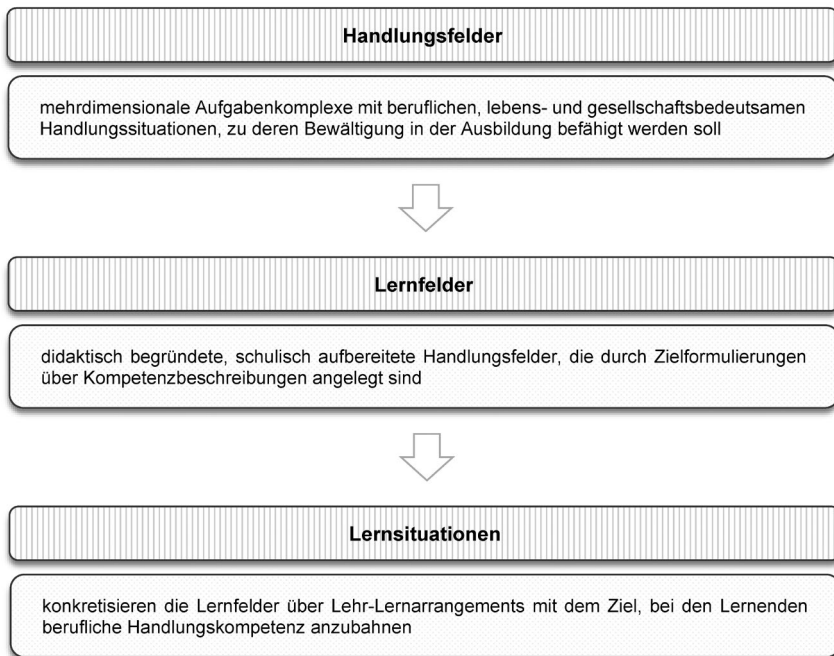 Handlungsfelder
mehrdimensionale Aufgabenkomplexe mit beruflichen, lebens- und gesellschaftsbedeutsamen
Handlungssituationen, zu deren Bewältigung in der Ausbildung befähigt werden soll
Lernfelder
didaktisch begründete, schulisch aufbereitete Handlungsfelder, die durch Zielformulierungen
über Kompetenzbeschreibungen angelegt sind
Lernsituationen
konkretisieren die Lernfelder über Lehr-Lernarrangements mit dem Ziel, bei den Lernenden
berufliche Handlungskompetenz anzubahnen